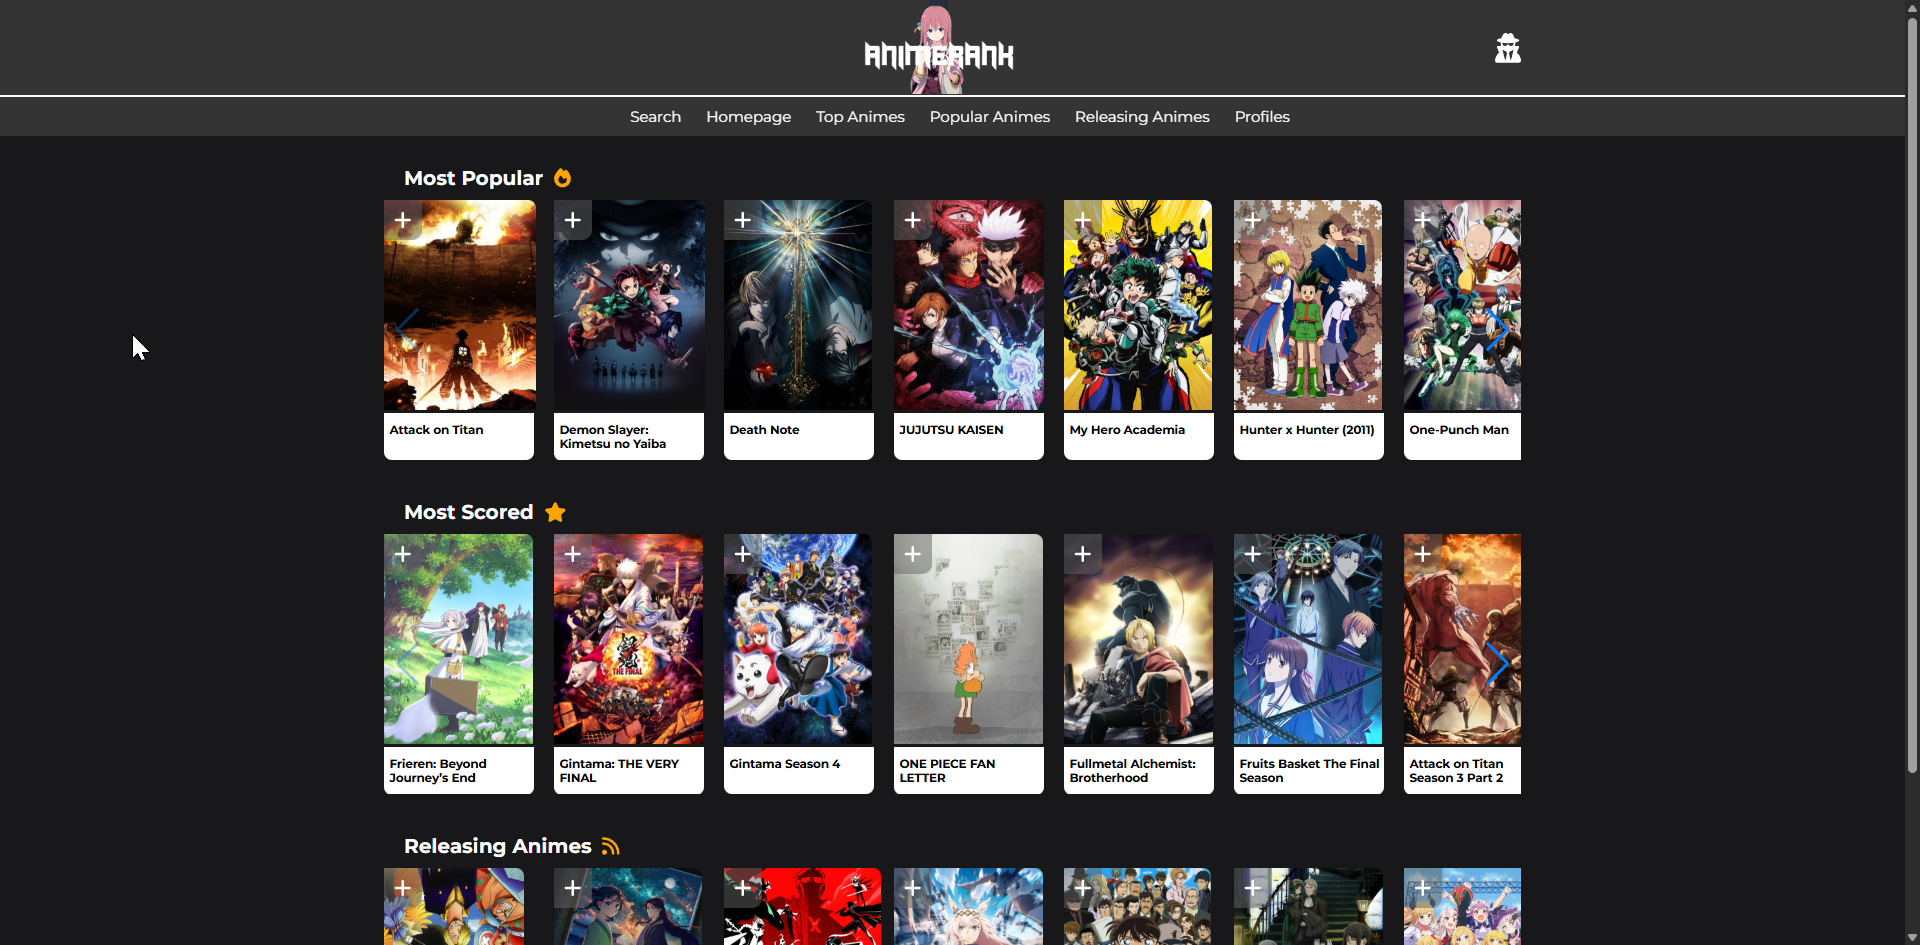 ANIMERANK
Search
Homepage
Top Animes
Popular Animes
Releasing Animes
Profiles
Most Popular
Attack on Titan
Demon Slayer:
Kimetsu no Yaiba
Death Note
JUJUTSU KAISEN
My Hero Academia
Hunter x Hunter (2011)
One-Punch Man
Most Scored
THE FINAL
Frieren: Beyond
Journey’s End
Gintama: THE VERY
FINAL
Gintama Season 4
ONE PIECE FAN
LETTER
Fullmetal Alchemist:
Brotherhood
Fruits Basket The Final
Season
Attack on Titan
Season 3 Part 2
Releasing Animes